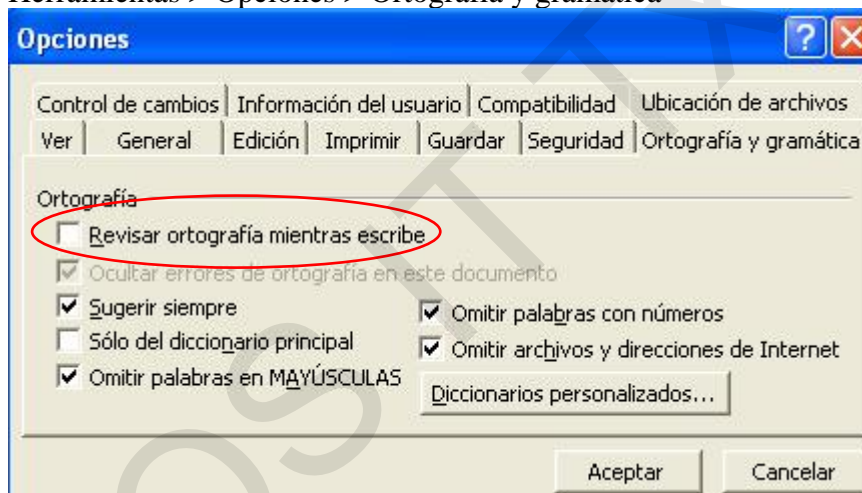 Herramientas > Opciones > Ortografía y gramática
Opciones
Control de cambios Información del usuario Compatibilidad Ubicación de archivos
Ver General Edición Imprimir Guardar Seguridad Ortografía y gramática
Ortografía
Revisar ortografía mientras escribe
Ocultar errores de ortografía en este documento
Sugerir siempre
Omitir palabras con números
Sólo del diccionario principal
Omitir archivos y direcciones de Internet
Omitir palabras en MAYÚSCULAS
Diccionarios personalizados...
Aceptar Cancelar